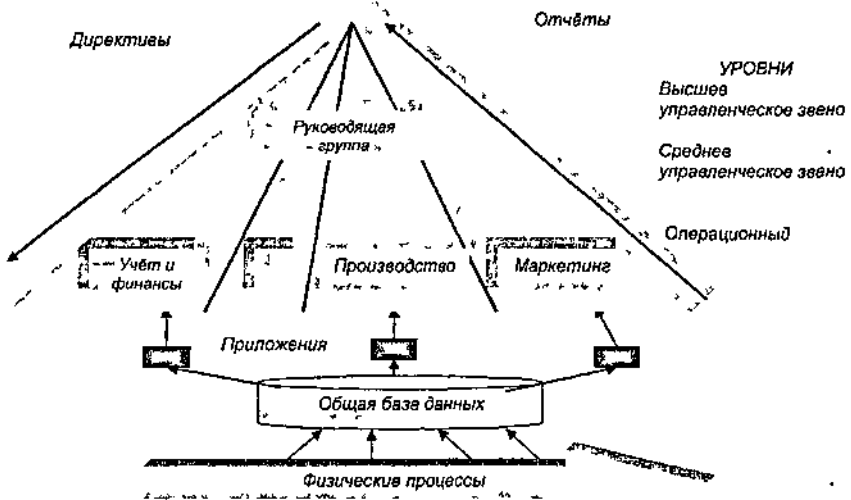 Директивы
Отчёты
УРОВНИ
Высшее
управленческое звено
Руководящая
группа
Среднее
управленческое звено
Операционный
Учёт и
финансы
Производство
Маркетинг
Приложения
Общая база данных
Физические процессы